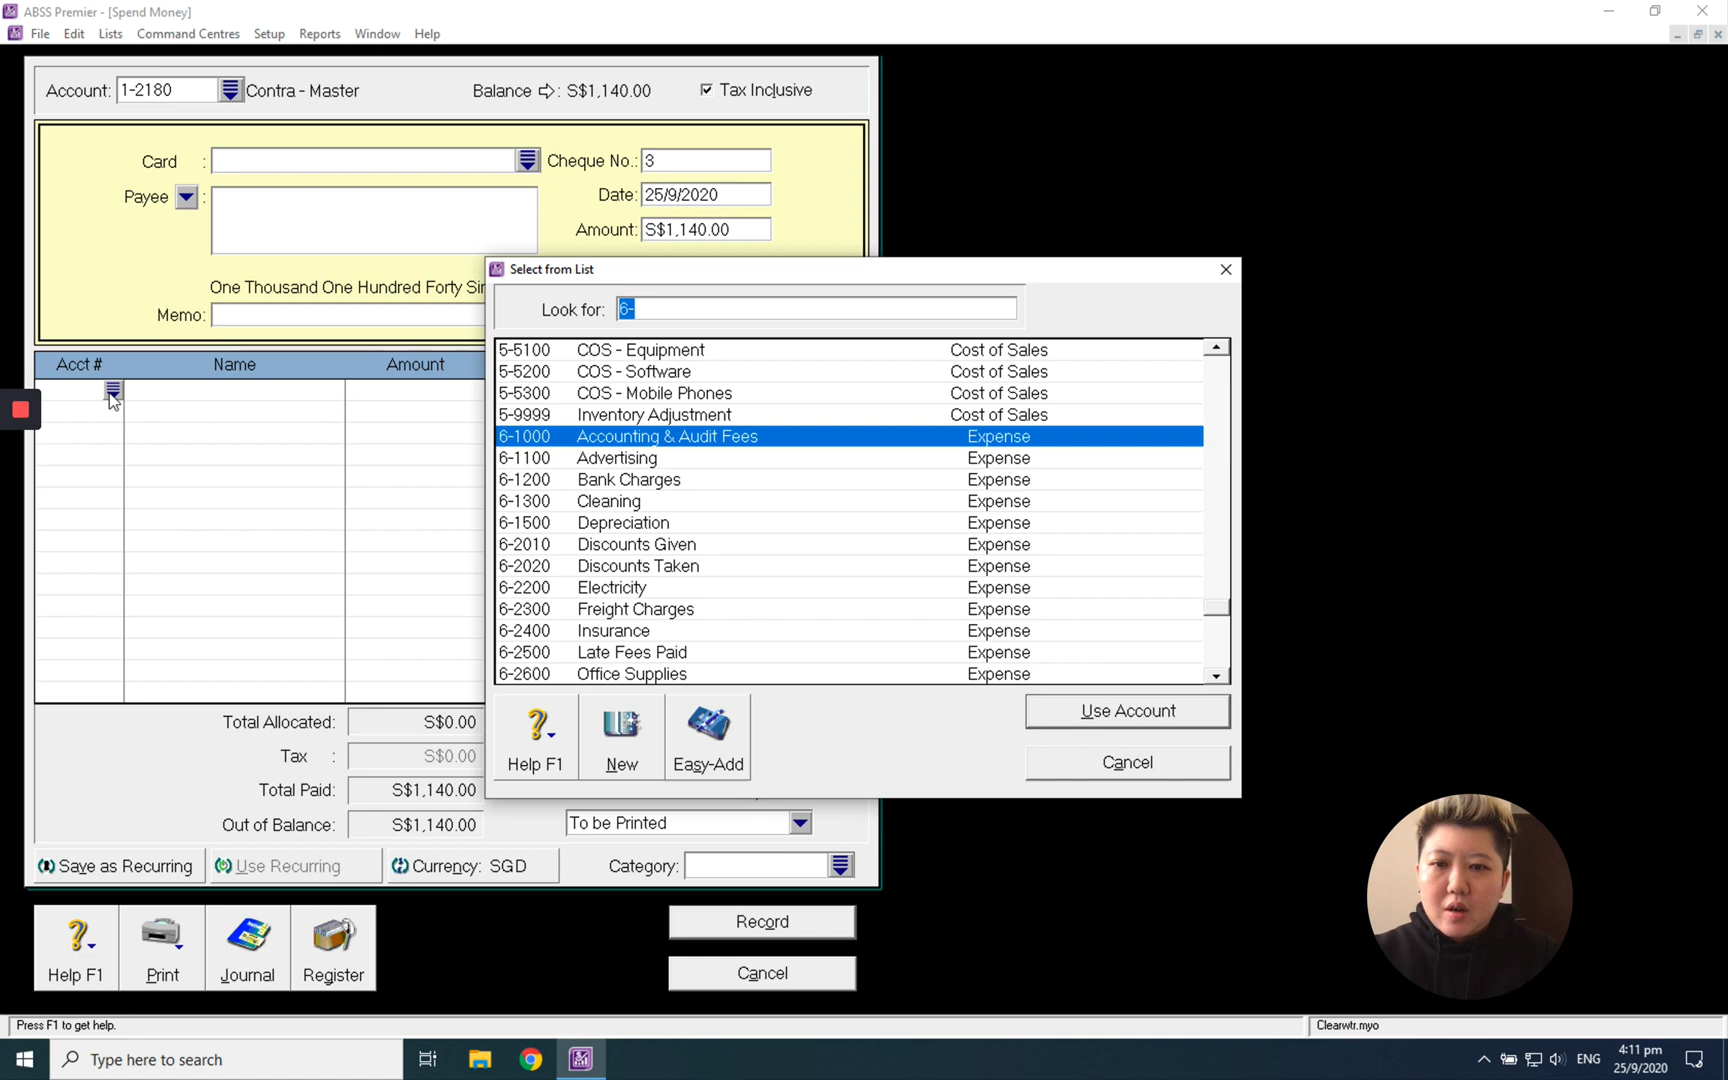 ABSS Premier - [Spend Money]
File Edit Lists Command Centres Setup Reports Window Help
Account: 1-2180 Contra - Master Balance : S$1,140.00 Tax Inclusive
Card : Cheque No.: 3
Payee : Date: 25/9/2020
Amount: S$1,140.00
One Thousand One Hundred Forty
Memo:
Select from List
Look for: 6-
Acct # Name Amount
5-5100 COS - Equipment Cost of Sales
5-5200 COS - Software Cost of Sales
5-5300 COS - Mobile Phones Cost of Sales
5-9999 Inventory Adjustment Cost of Sales
6-1000 Accounting & Audit Fees Expense
6-1100 Advertising Expense
6-1200 Bank Charges Expense
6-1300 Cleaning Expense
6-1500 Depreciation Expense
6-2010 Discounts Given Expense
6-2020 Discounts Taken Expense
6-2200 Electricity Expense
6-2300 Freight Charges Expense
6-2400 Insurance Expense
6-2500 Late Fees Paid Expense
6-2600 Office Supplies Expense
Help F1 New Easy-Add
Use Account
Cancel
Total Allocated: S$0.00
Tax : S$0.00
Total Paid: S$1,140.00
Out of Balance: S$1,140.00
To be Printed
Save as Recurring Use Recurring Currency: SGD Category:
Help F1 Print Journal Register
Record
Cancel
Press F1 to get help. Clearwtr.myo
Type here to search
ENG
4:11 pm
25/9/2020